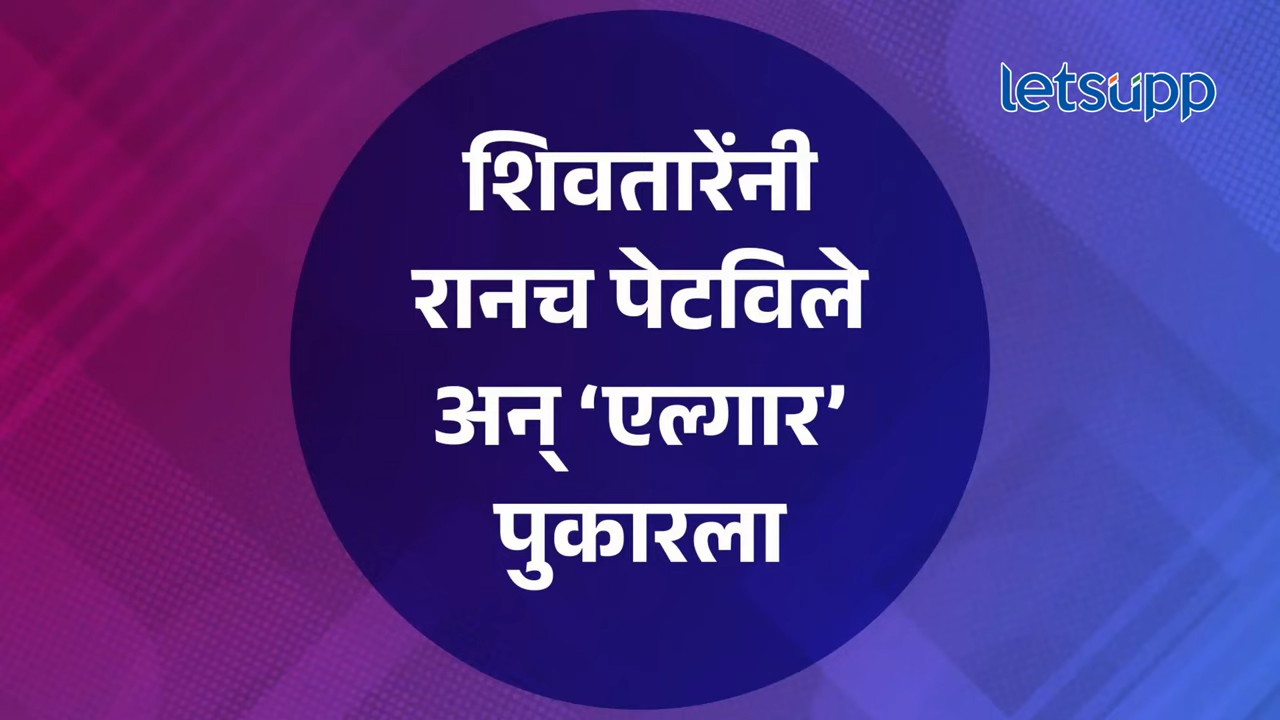 letsupp
शिवतारेंनी
रानच पेटविले
अन् ‘एल्गार’
पुकारला